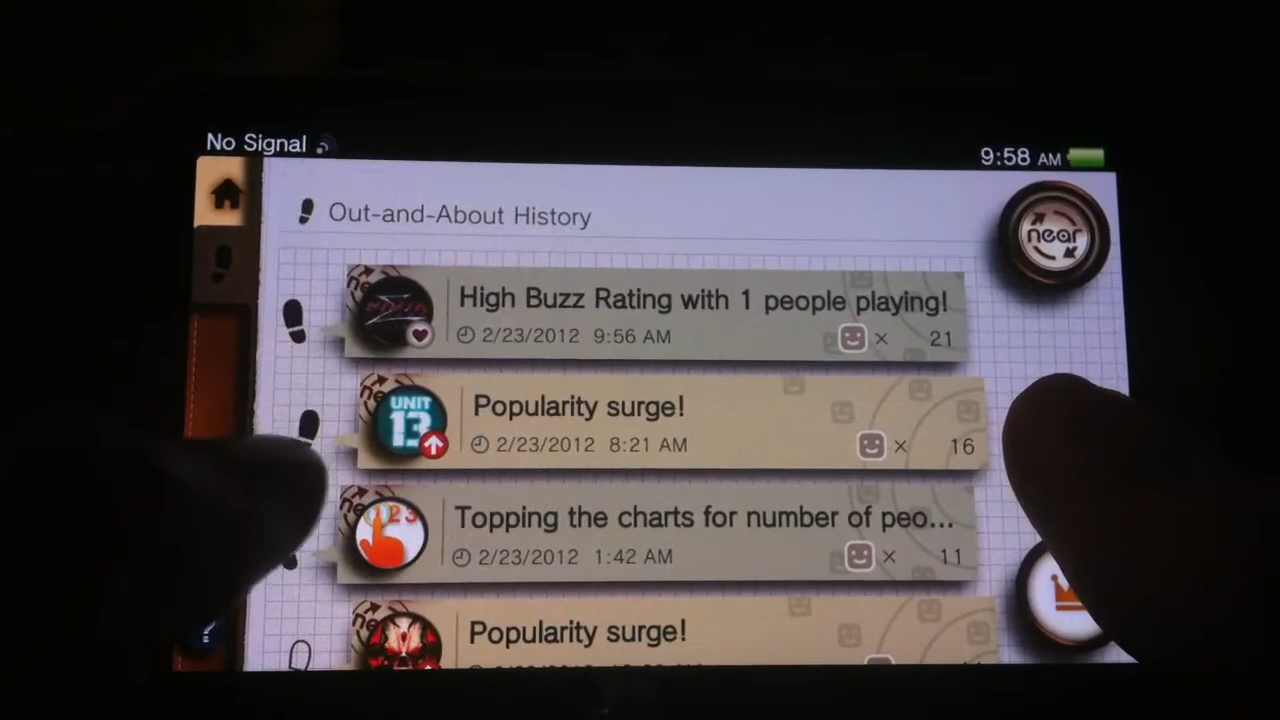 No Signal
9:58 AM
Out-and-About History
near
High Buzz Rating with 1 people playing!
2/23/2012 9:56 AM
× 21
UNIT 13
Popularity surge!
2/23/2012 8:21 AM
× 16
Topping the charts for number of peo...
2/23/2012 1:42 AM
× 11
Popularity surge!